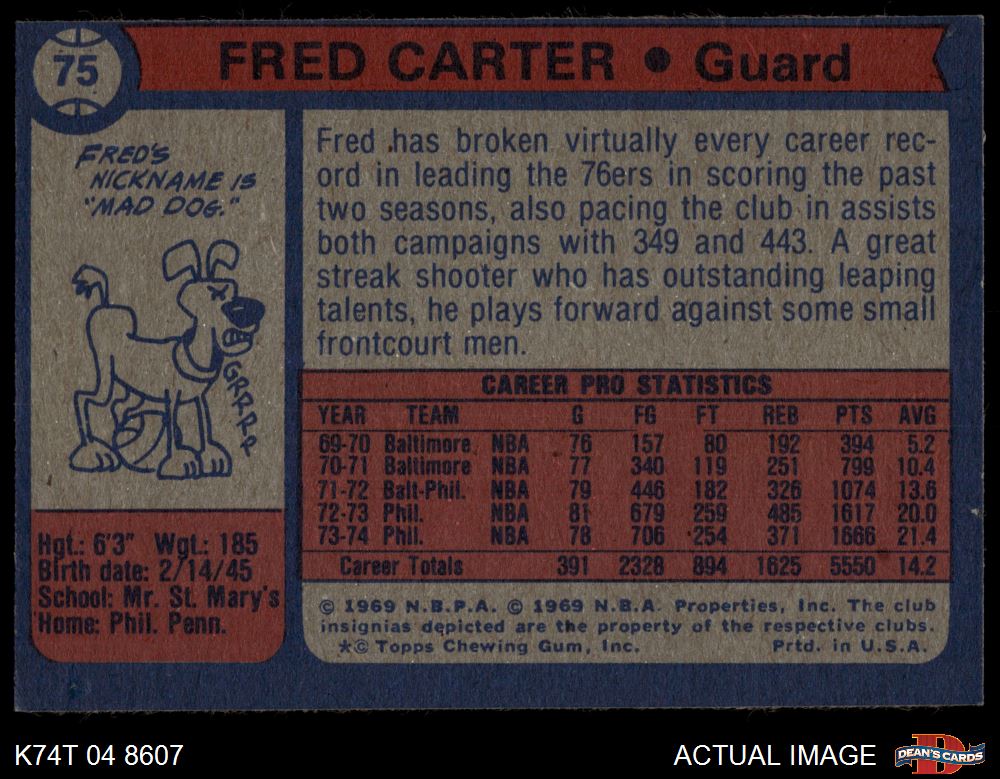 75
FRED CARTER ● Guard
FRED'S
NICKNAME IS
"MAD DOG."
GRRRR
Fred has broken virtually every career rec-
ord in leading the 76ers in scoring the past
two seasons, also pacing the club in assists
both campaigns with 349 and 443. A great
streak shooter who has outstanding leaping
talents, he plays forward against some small
frontcourt men.
CAREER PRO STATISTICS
YEAR TEAM G FG FT REB PTS AVG
69-70 Baltimore NBA 76 157 80 192 394 5.2
70-71 Baltimore NBA 77 340 119 251 799 10.4
71-72 Balt-Phil. NBA 79 446 182 326 1074 13.6
72-73 Phil. NBA 81 679 259 485 1617 20.0
73-74 Phil. NBA 78 706 254 371 1666 21.4
Career Totals 391 2328 894 1625 5550 14.2
Hgt.: 6'3" Wgt.: 185
Birth date: 2/14/45
School: Mr. St. Mary's
Home: Phil. Penn.
© 1969 N.B.P.A. © 1969 N.B.A. Properties, Inc. The club
insignias depicted are the property of the respective clubs.
*© Topps Chewing Gum, Inc. Prtd. in U.S.A.
K74T 04 8607
ACTUAL IMAGE
DEAN'S CARDS